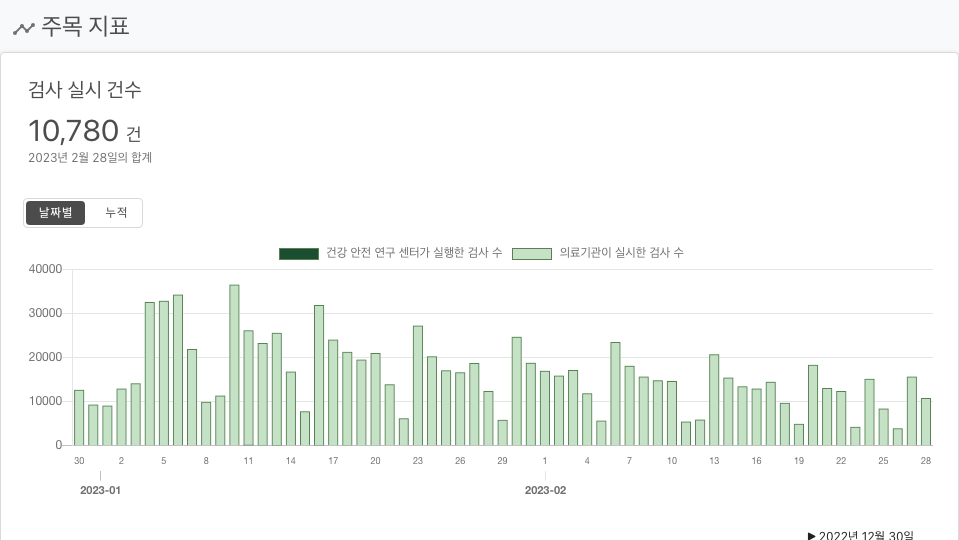 주목 지표
검사 실시 건수
10,780 건
2023년 2월 28일의 합계
날짜별 누적
건강 안전 연구 센터가 실행한 검사 수 의료기관이 실시한 검사 수
40000
30000
20000
10000
0
30 2 5 8 11 14 17 20 23 26 29 1 4 7 10 13 16 19 22 25 28
2023-01 2023-02
▶ 2022년 12월 30일